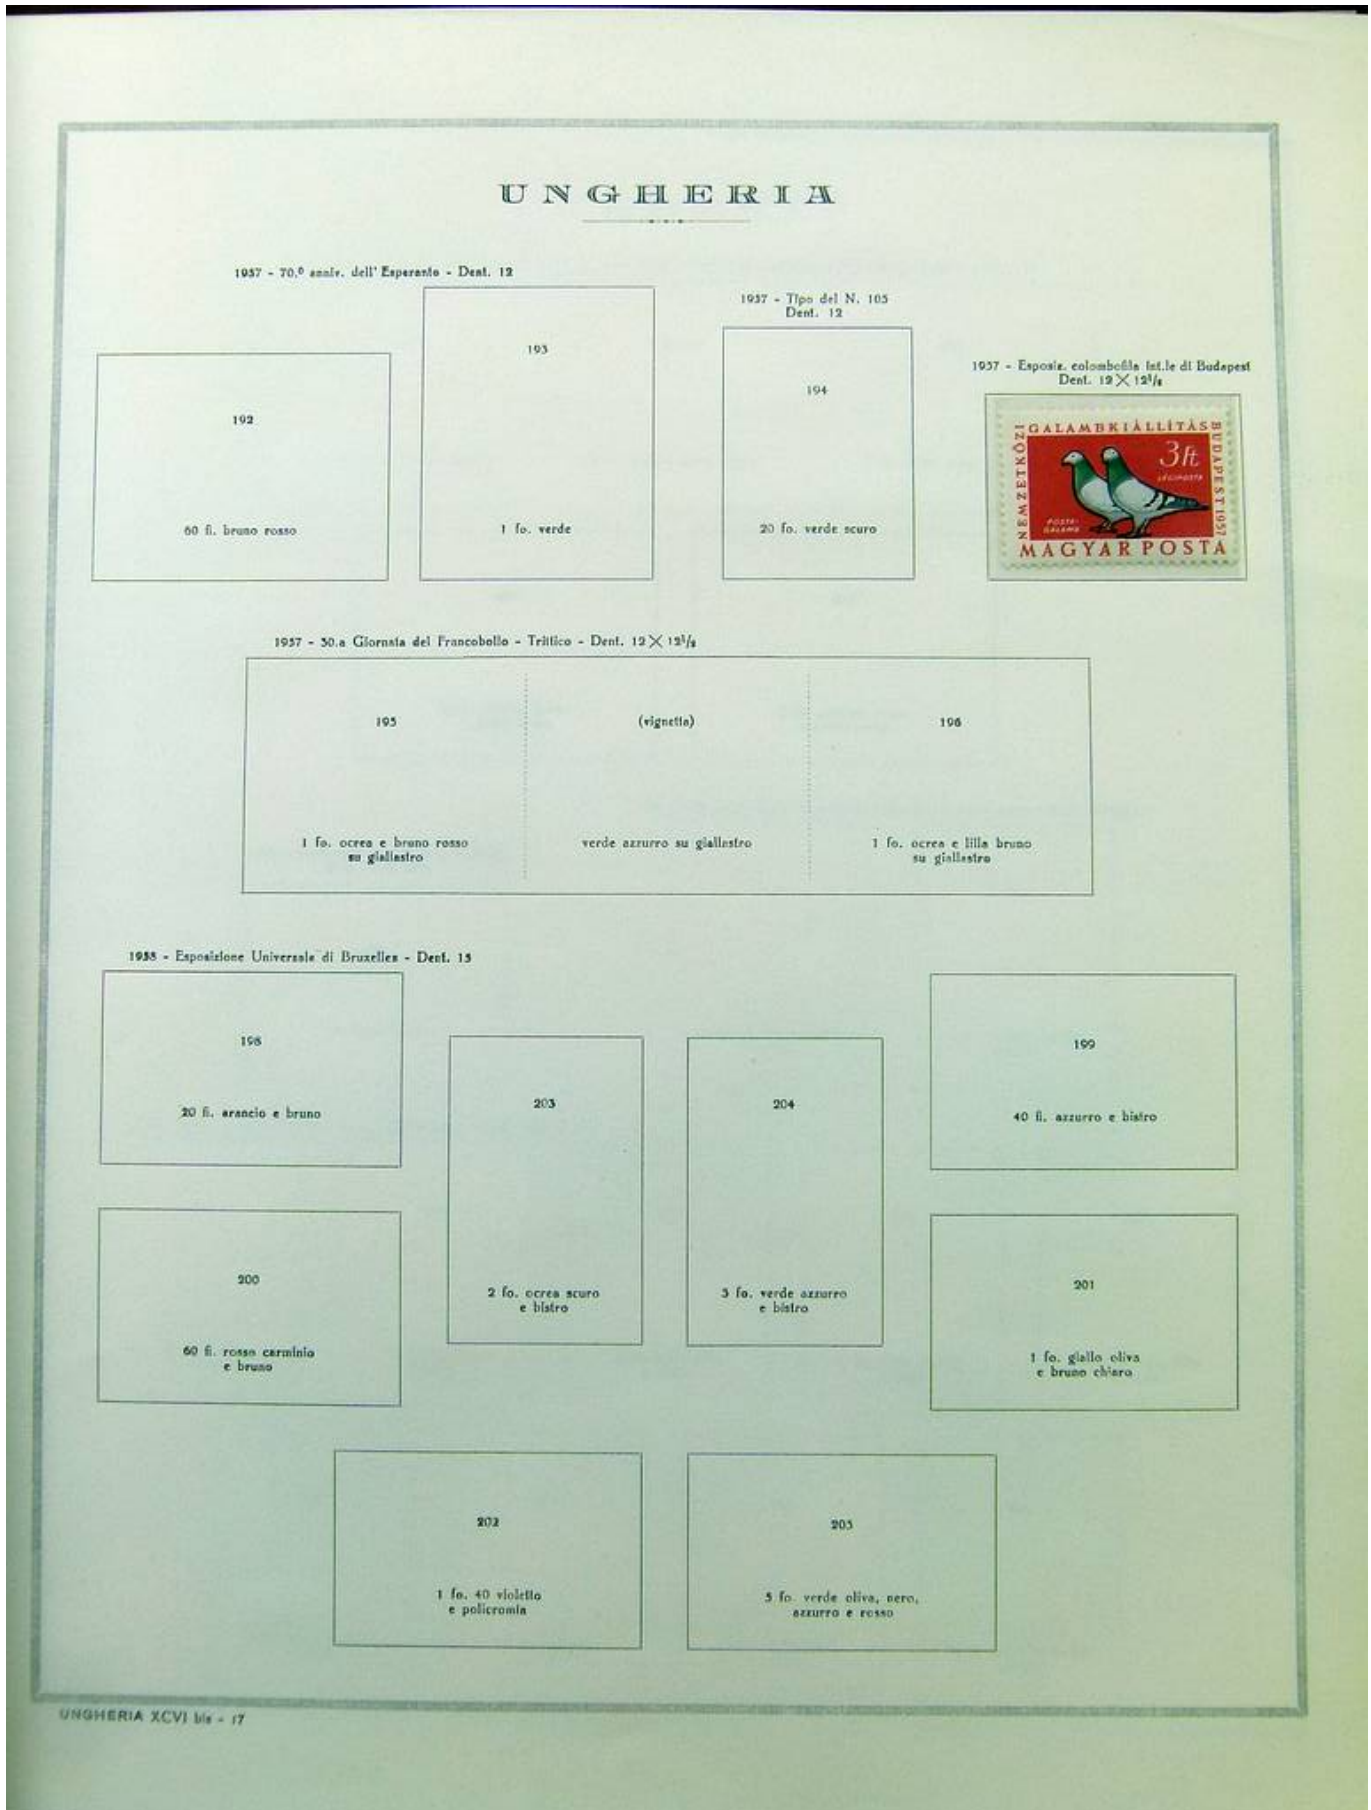 UNGHERIA
1957 - 70.º anniv. dell' Esperanto - Dent. 12
192
60 fi. bruno rosso
193
1 fo. verde
1957 - Tipo del N. 105
Dent. 12
194
20 fo. verde scuro
1957 - Esposiz. colombofila int.le di Budapest
Dent. 12 × 12½
NEMZETKÖZI
GALAMBKIÁLLÍTÁS
BUDAPEST 1957
3 Ft
LÉGIPOSTA
POSTA-
GALAMB
MAGYAR POSTA
1957 - 30.a Giornata del Francobollo - Trittico - Dent. 12 × 12½
195
(vignetta)
196
1 fo. ocrea e bruno rosso
su giallastro
verde azzurro su giallastro
1 fo. ocrea e lilla bruno
su giallastro
1958 - Esposizione Universale di Bruxelles - Dent. 15
198
20 fi. arancio e bruno
203
2 fo. ocrea scuro
e bistro
204
3 fo. verde azzurro
e bistro
199
40 fi. azzurro e bistro
200
60 fi. rosso carminio
e bruno
201
1 fo. giallo oliva
e bruno chiaro
202
1 fo. 40 violetto
e policromia
205
5 fo. verde oliva, nero,
azzurro e rosso
UNGHERIA XCVI bis - 17